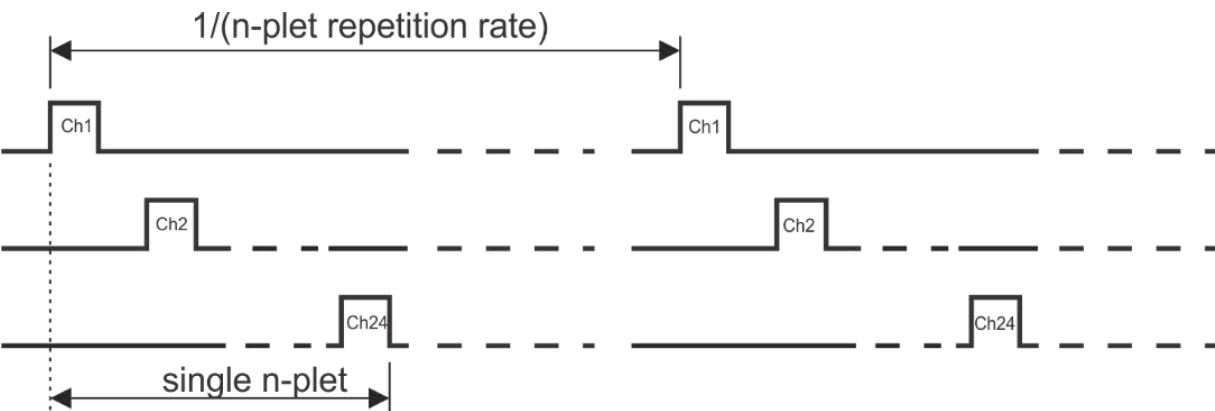 1/(n-plet repetition rate)
Ch1 Ch1
Ch2 Ch2
Ch24 Ch24
single n-plet